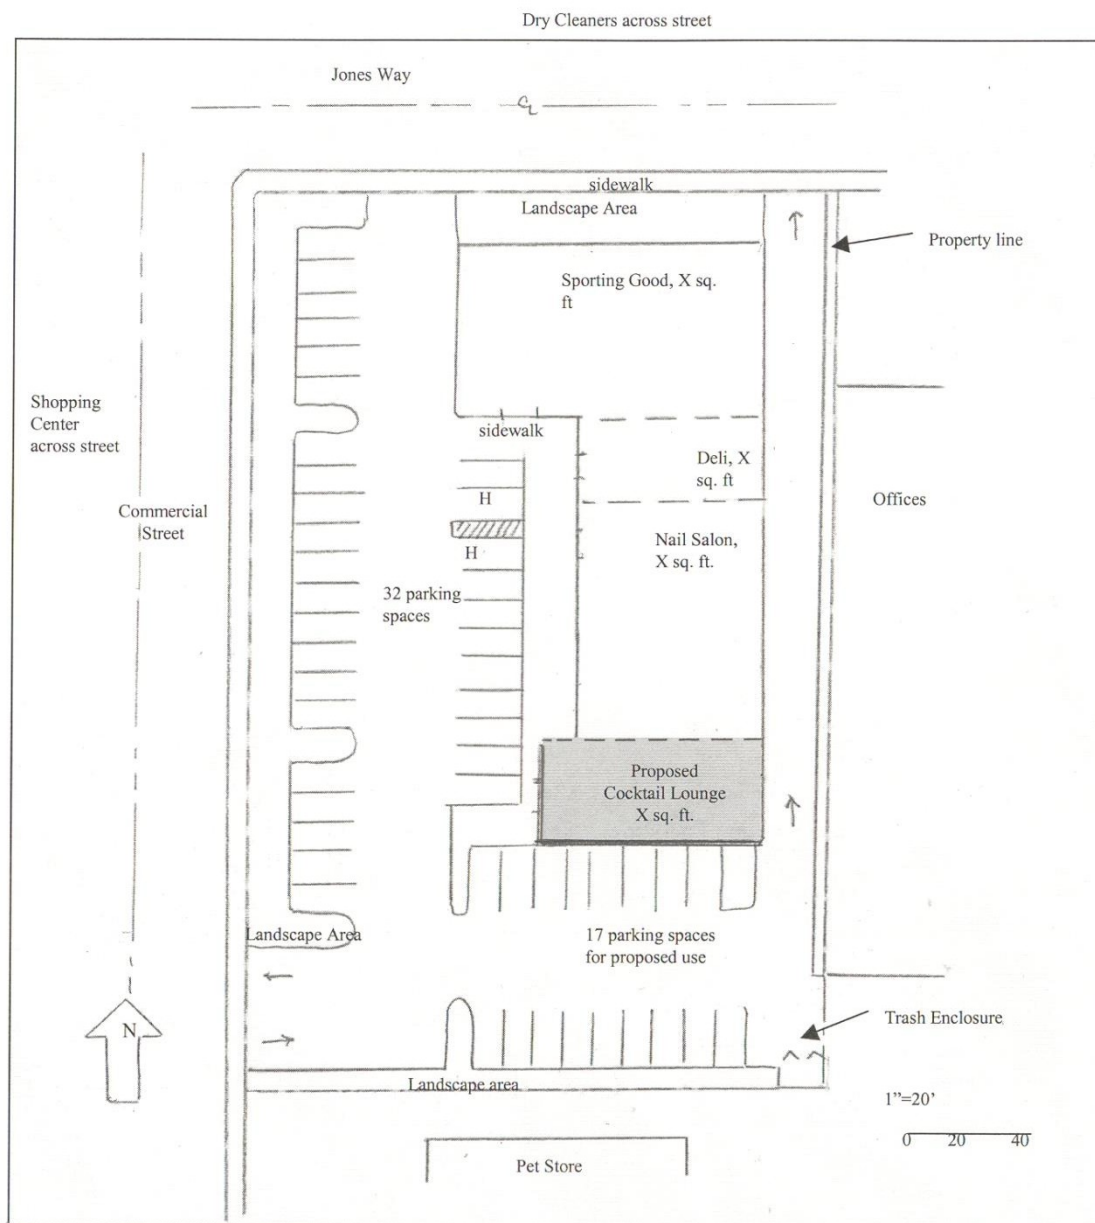 Dry Cleaners across street
Jones Way
CL
sidewalk
Landscape Area
Property line
Sporting Good, X sq.
ft
Shopping
Center
across street
sidewalk
Deli, X
sq. ft
H
Offices
Commercial
Street
Nail Salon,
X sq. ft.
H
32 parking
spaces
Proposed
Cocktail Lounge
X sq. ft.
Landscape Area
17 parking spaces
for proposed use
N
Trash Enclosure
Landscape area
1”=20’
0 20 40
Pet Store